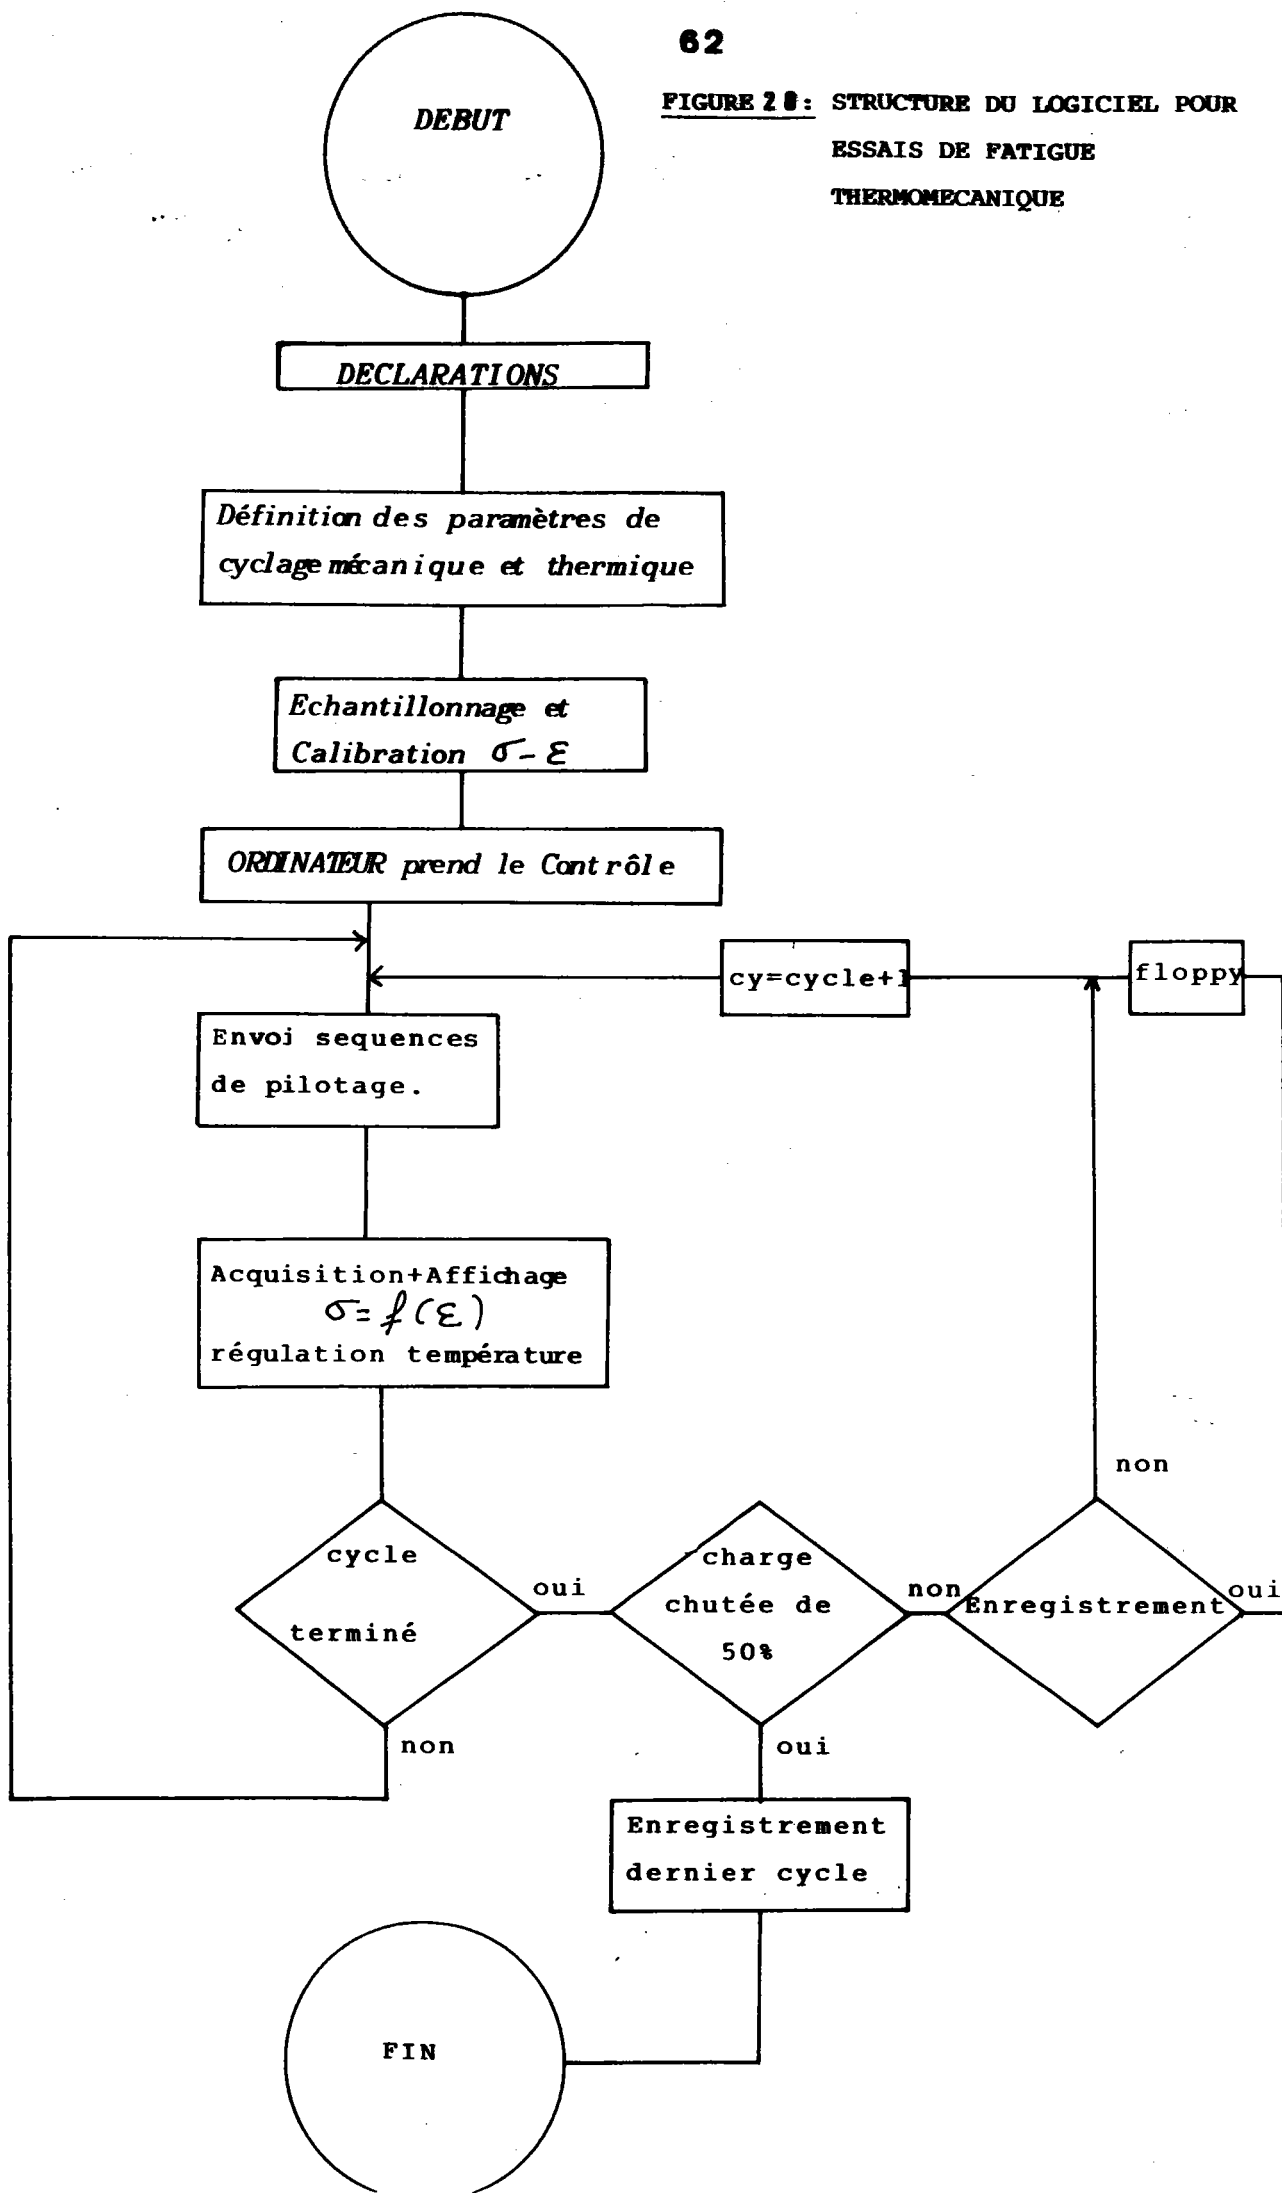 62
FIGURE 20: STRUCTURE DU LOGICIEL POUR
ESSAIS DE FATIGUE
THERMOMECANIQUE
DEBUT
DECLARATIONS
Définition des paramètres de
cyclage mécanique et thermique
Echantillonnage et
Calibration σ-ε
ORDINATEUR prend le Contrôle
cy=cycle+1
floppy
Envoi sequences
de pilotage.
Acquisition+Affichage
σ=f(ε)
régulation température
non
cycle
terminé
oui
charge
chutée de
50%
non
Enregistrement
oui
non
oui
Enregistrement
dernier cycle
FIN